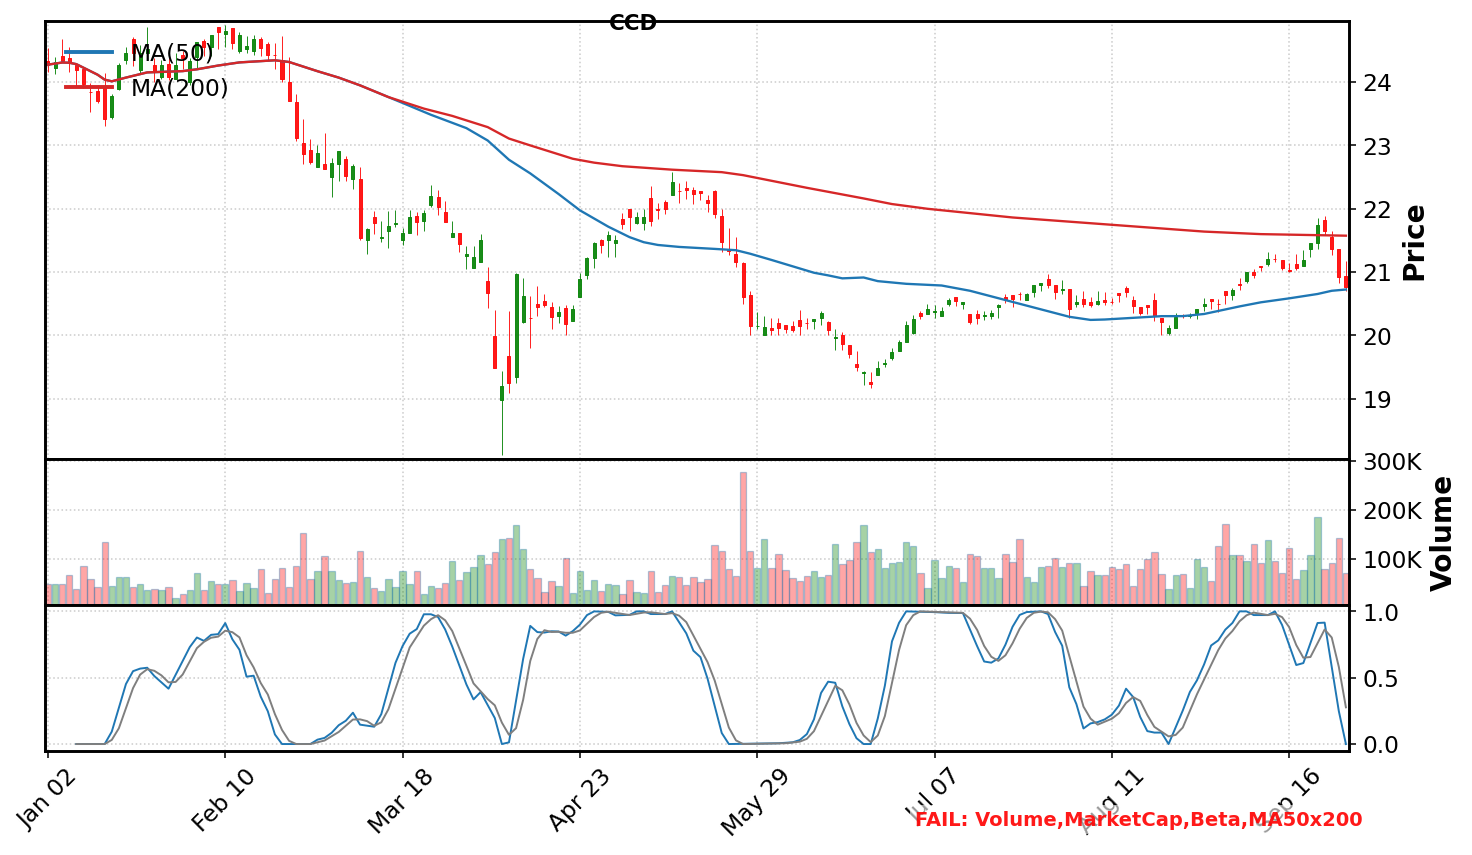 CCD
MA(50)
MA(200)
24
23
22
21
20
19
Price
300K
200K
100K
Volume
1.0
0.5
0.0
Jan 02
Feb 10
Mar 18
Apr 23
May 29
Jul 07
Aug 11
Sep 16
FAIL: Volume,MarketCap,Beta,MA50x200